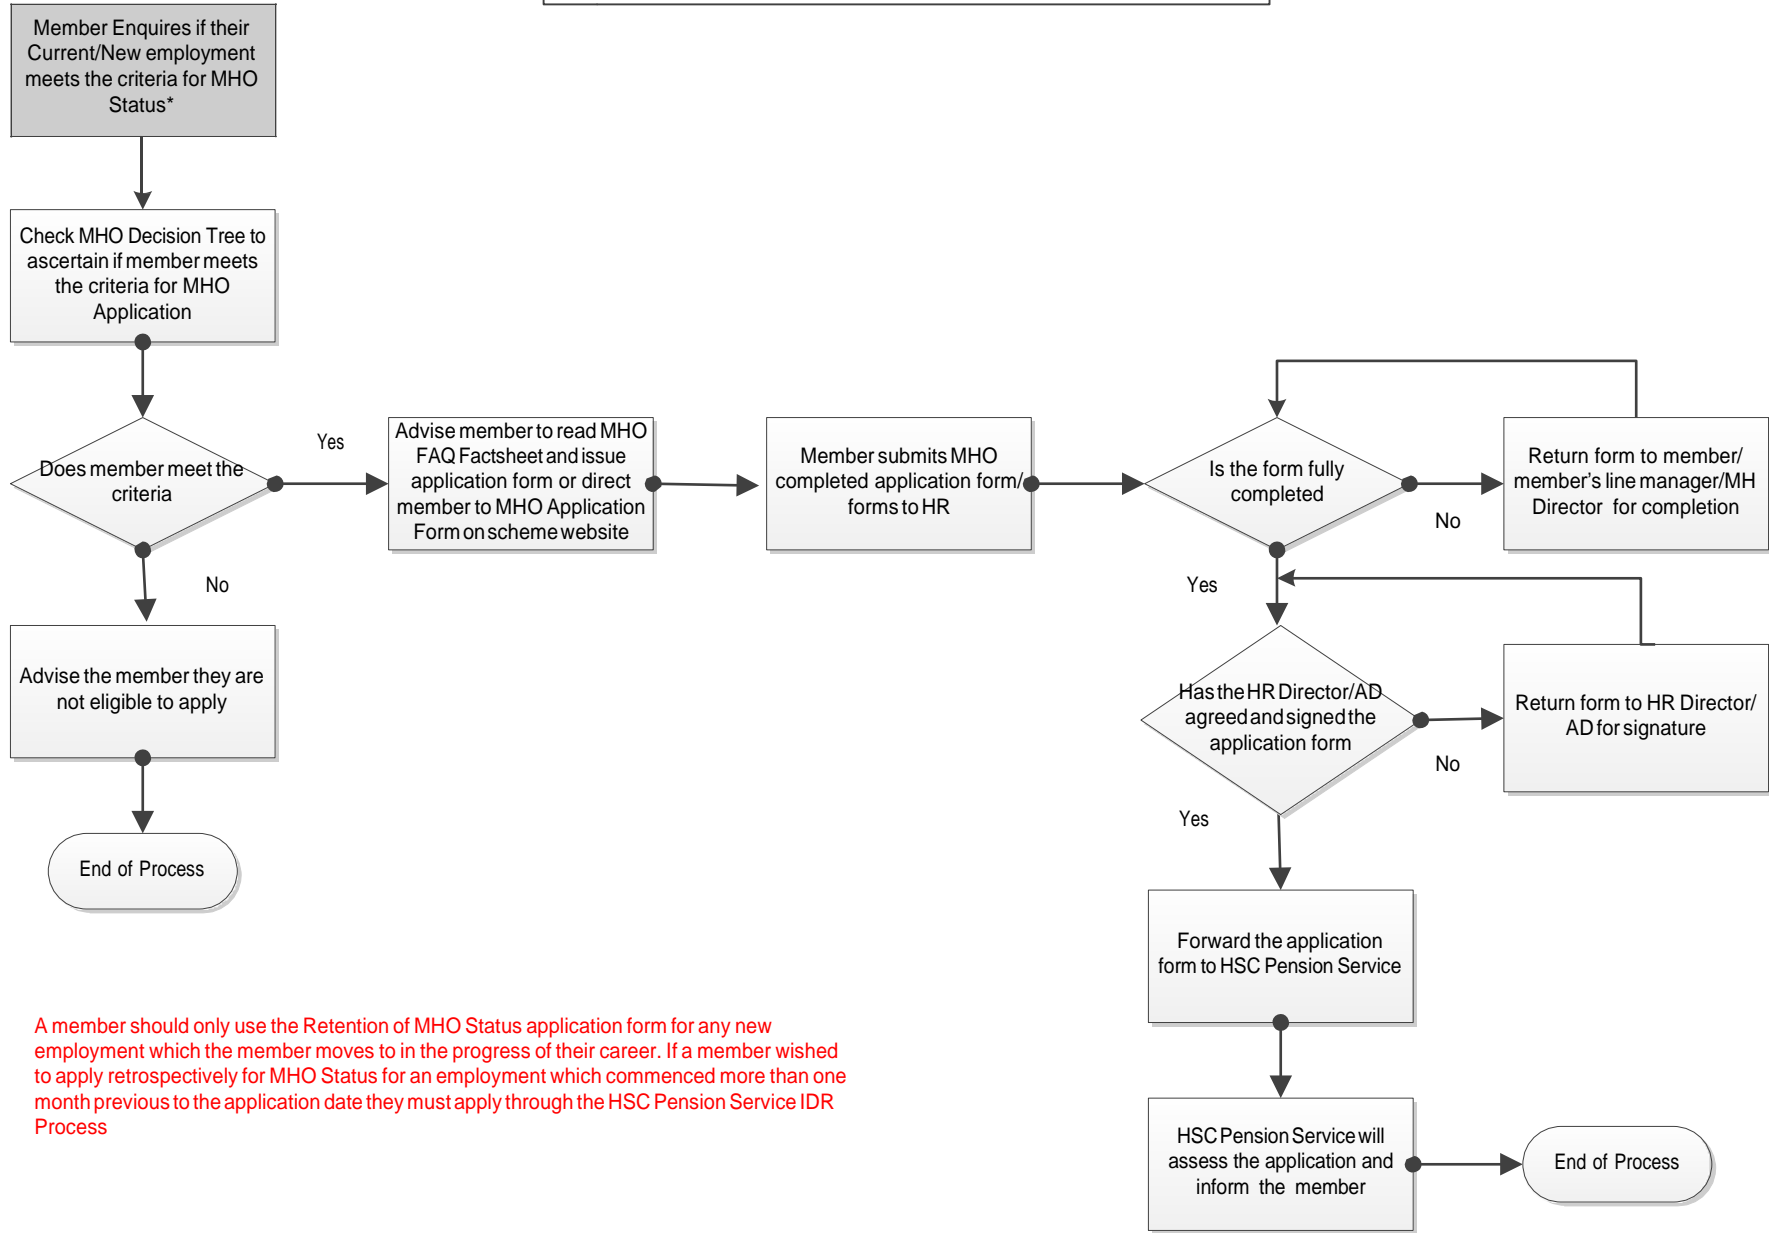 Member Enquires if their
Current/New employment
meets the criteria for MHO
Status*
Check MHO Decision Tree to
ascertain if member meets
the criteria for MHO
Application
Does member meet the
criteria
Yes
No
Advise the member they are
not eligible to apply
End of Process
Advise member to read MHO
FAQ Factsheet and issue
application form or direct
member to MHO Application
Form on scheme website
Member submits MHO
completed application form/
forms to HR
Is the form fully
completed
No
Return form to member/
member's line manager/MH
Director for completion
Yes
Has the HR Director/AD
agreed and signed the
application form
No
Return form to HR Director/
AD for signature
Yes
Forward the application
form to HSC Pension Service
HSC Pension Service will
assess the application and
inform the member
End of Process
A member should only use the Retention of MHO Status application form for any new
employment which the member moves to in the progress of their career. If a member wished
to apply retrospectively for MHO Status for an employment which commenced more than one
month previous to the application date they must apply through the HSC Pension Service IDR
Process